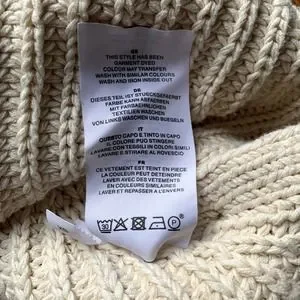 GB
THIS STYLE HAS BEEN
GARMENT DYED
COLOUR MAY TRANSFER
WASH WITH SIMILAR COLOURS
WASH AND IRON INSIDE OUT
DE
DIESES TEIL IST STUECKGEFAERBT
FARBE KANN ABFAERBEN
MIT FARBAEHNLICHEN
TEXTILIEN WASCHEN
VON LINKS WASCHEN UND BUEGELN
IT
QUESTO CAPO E TINTO IN CAPO
IL COLORE PUO STINGERE
LAVARE CON TESSILI IN COLORI SIMILI
LAVARE E STIRARE AL ROVESCIO
FR
CE VETEMENT EST TEINT EN PIECE
LA COULEUR PEUT DETEINDRE
LAVER AVEC DES VETEMENTS
EN COULEURS SIMILAIRES
LAVER ET REPASSER A L'ENVERS
30 P